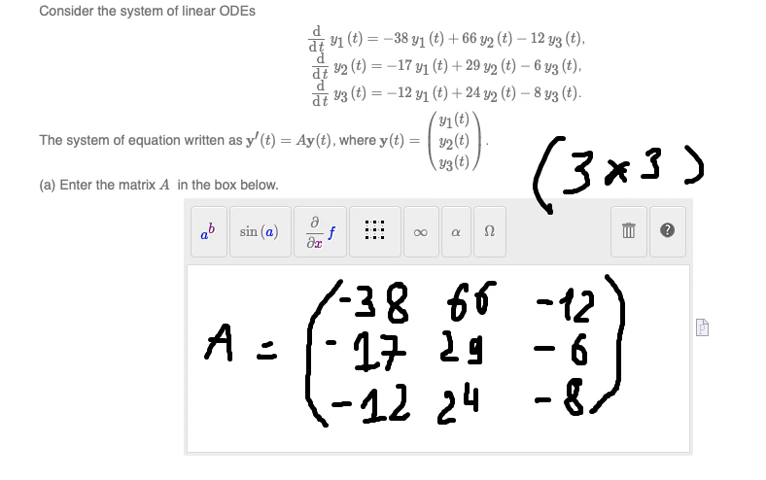 Consider the system of linear ODEs
d/dt y₁ (t) = −38 y₁ (t) + 66 y₂ (t) − 12 y₃ (t),
d/dt y₂ (t) = −17 y₁ (t) + 29 y₂ (t) − 6 y₃ (t),
d/dt y₃ (t) = −12 y₁ (t) + 24 y₂ (t) − 8 y₃ (t).
The system of equation written as y′(t) = Ay(t), where y(t) = (y₁(t) y₂(t) y₃(t)).
(3 × 3)
(a) Enter the matrix A in the box below.
aᵇ sin (a) ∂/∂x f ∞ α Ω ?
A = (-38 66 -12
-17 29 -6
-12 24 -8)